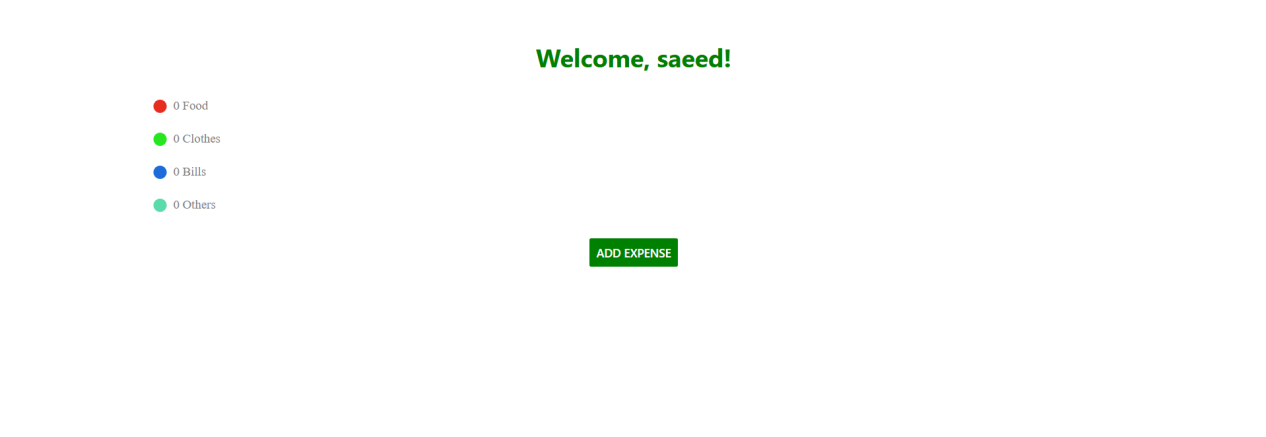 Welcome, saeed!
0 Food
0 Clothes
0 Bills
0 Others
ADD EXPENSE